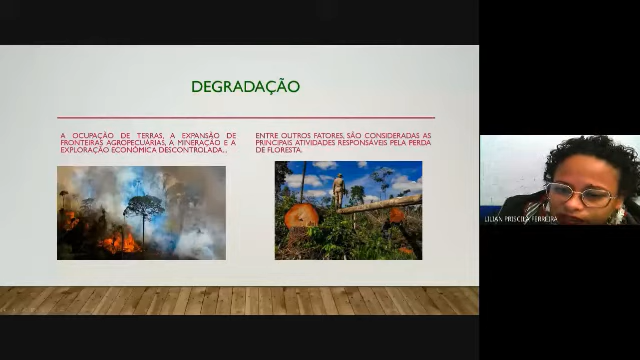 DEGRADAÇÃO
A OCUPAÇÃO DE TERRAS, A EXPANSÃO DE
FRONTEIRAS AGROPECUÁRIAS, A MINERAÇÃO E A
EXPLORAÇÃO ECONÔMICA DESCONTROLADA...
ENTRE OUTROS FATORES, SÃO CONSIDERADAS AS
PRINCIPAIS ATIVIDADES RESPONSÁVEIS PELA PERDA
DE FLORESTA.
LILIAN PRISCILA FERREIRA